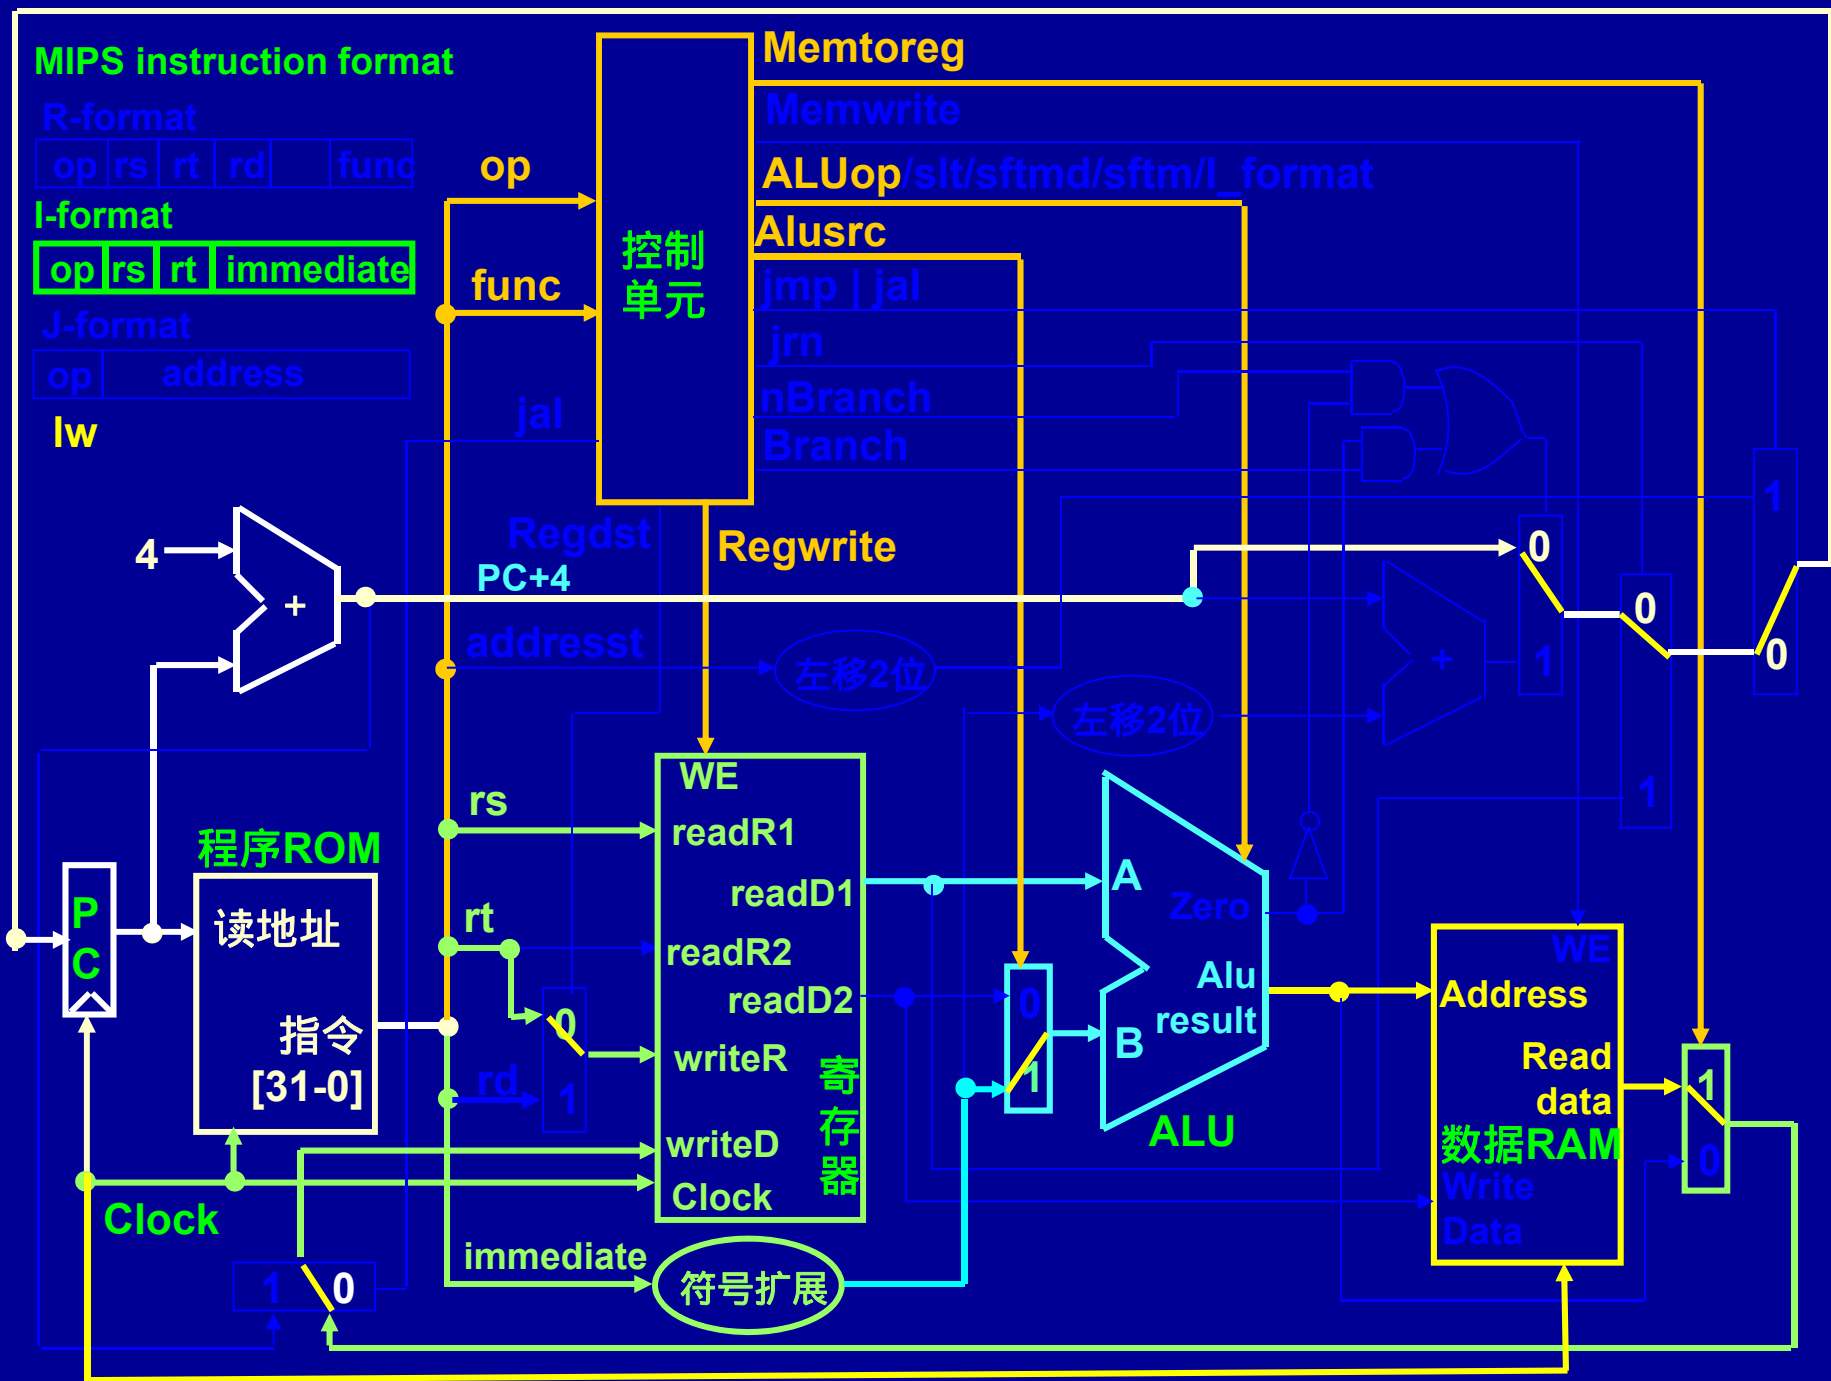 MIPS instruction format
R-format
op rs rt rd func
I-format
op rs rt immediate
J-format
op address
lw
Memtoreg
Memwrite
ALUop/slt/sftmd/sftm/I_format
Alusrc
jmp | jal
jrn
nBranch
Branch
op
func
jal
控制
单元
Regdst
Regwrite
4
+
PC+4
addresst
左移2位
左移2位
+
0
1
0
1
1
0
P
C
程序ROM
读地址
指令
[31-0]
Clock
rs
rt
rd
0
1
immediate
符号扩展
1 0
WE
readR1
readD1
readR2
readD2
writeR
writeD
Clock
寄
存
器
0
1
A
B
Zero
Alu
result
ALU
WE
Address
Read
data
数据RAM
Write
Data
1
0